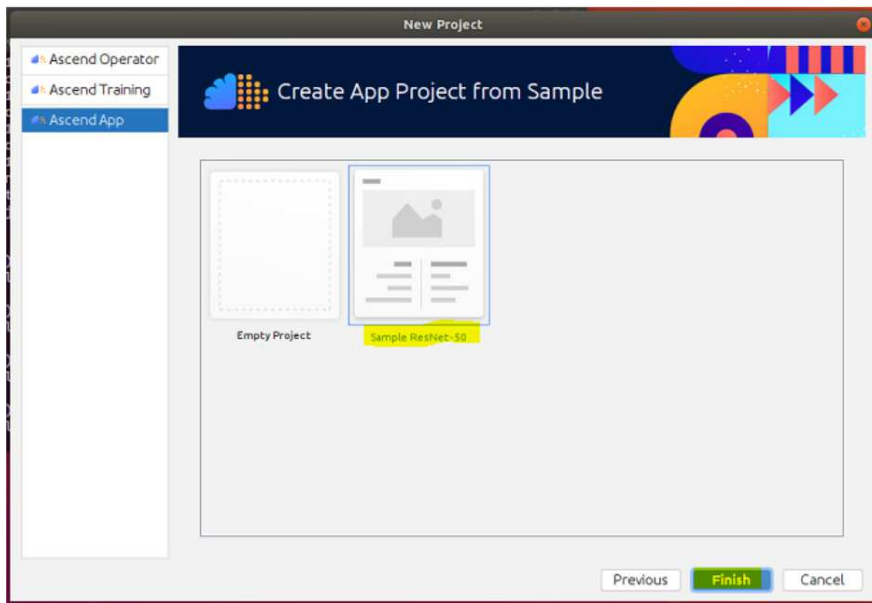 New Project
Ascend Operator
Ascend Training
Ascend App
Create App Project from Sample
Empty Project
Sample ResNet-50
Previous
Finish
Cancel